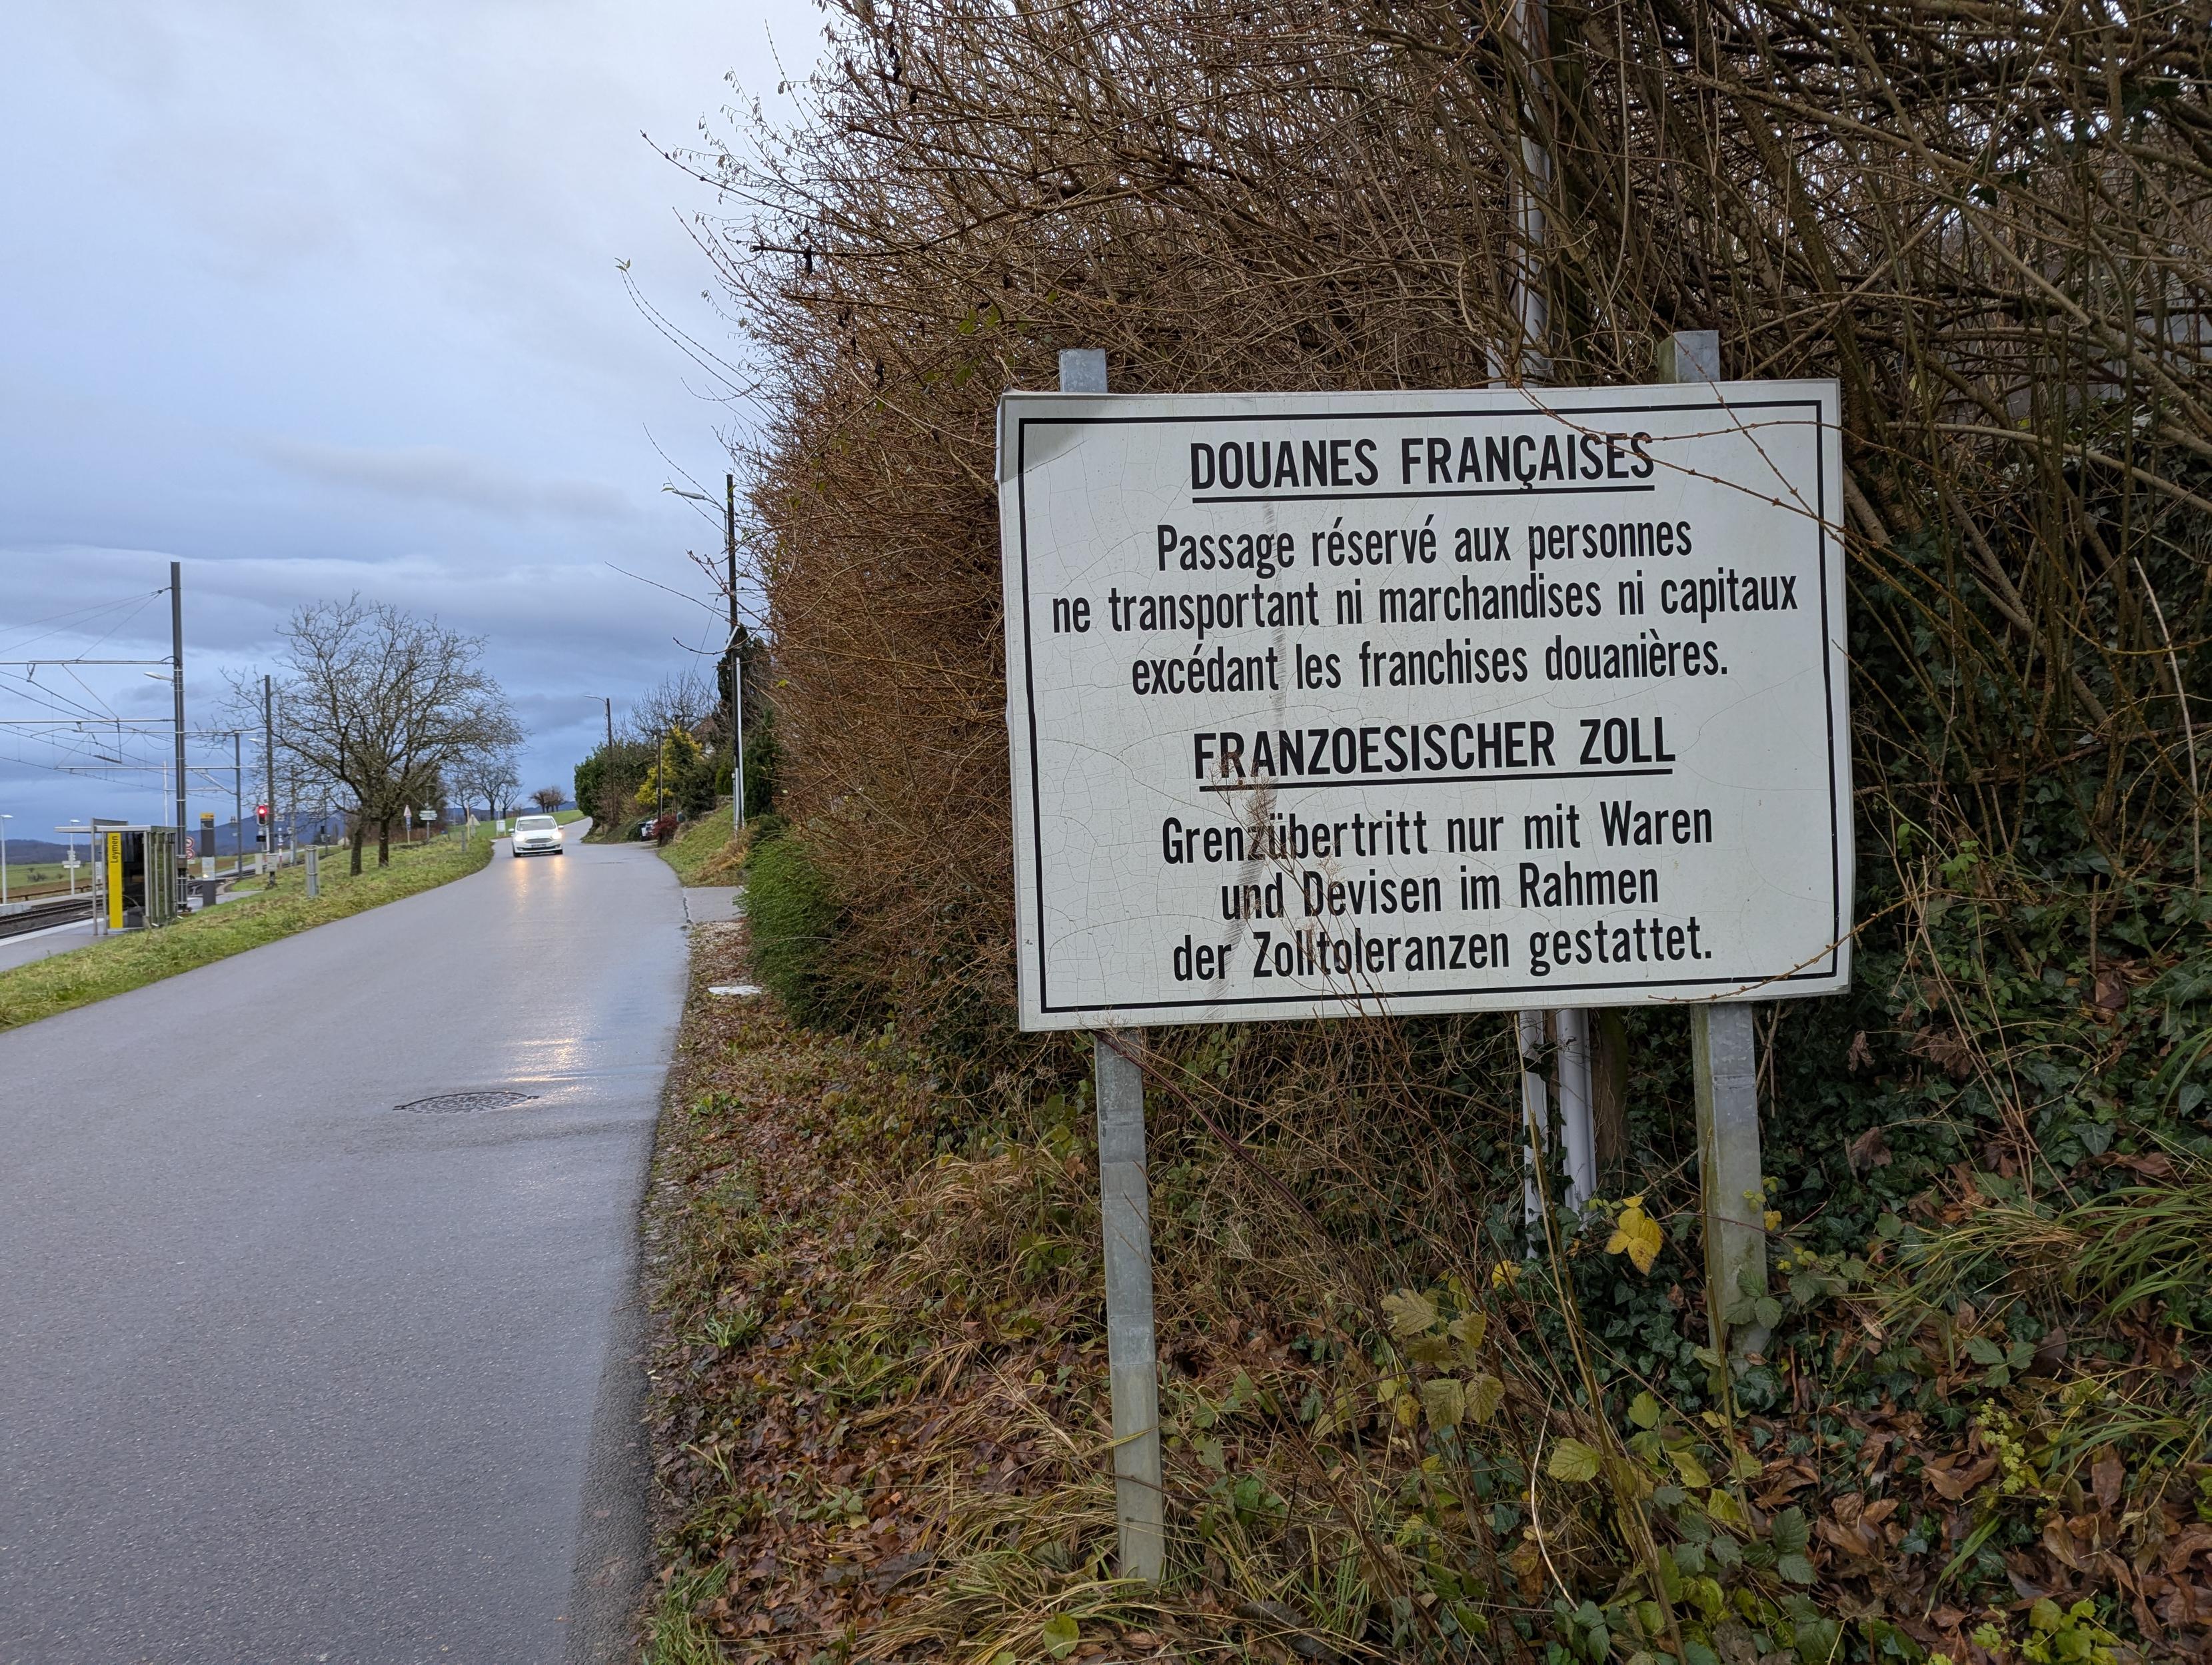 DOUANES FRANÇAISES
Passage réservé aux personnes
ne transportant ni marchandises ni capitaux
excédant les franchises douanières.
FRANZOESISCHER ZOLL
Grenzübertritt nur mit Waren
und Devisen im Rahmen
der Zolltoleranzen gestattet.
Leymen